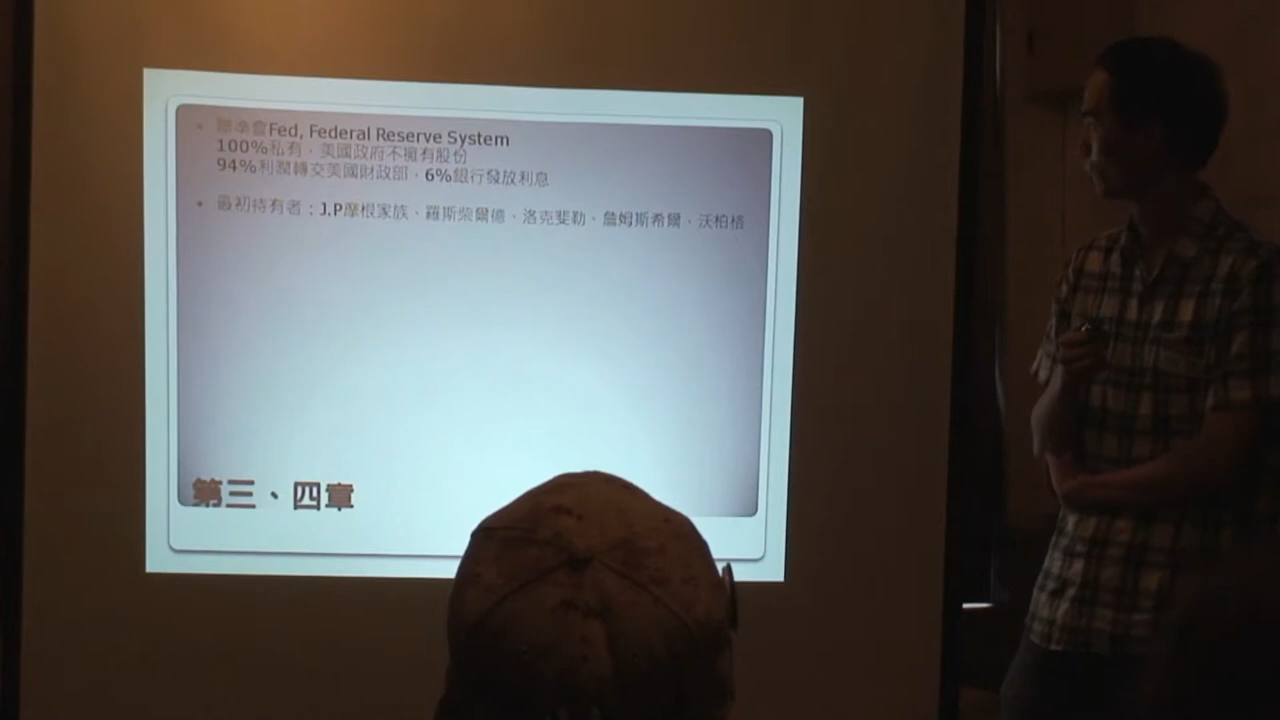 • 聯準會Fed, Federal Reserve System
100%私有，美國政府不擁有股份
94%利潤轉交美國財政部，6%銀行發放利息
• 最初持有者：J.P摩根家族、羅斯柴爾德、洛克斐勒、詹姆斯希爾、沃柏格
第三、四章